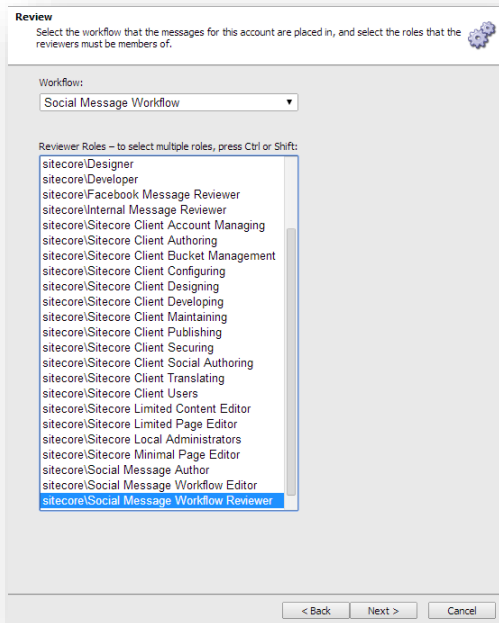 Review
Select the workflow that the messages for this account are placed in, and select the roles that the
reviewers must be members of.
Workflow:
Social Message Workflow
Reviewer Roles – to select multiple roles, press Ctrl or Shift:
sitecore\Designer
sitecore\Developer
sitecore\Facebook Message Reviewer
sitecore\Internal Message Reviewer
sitecore\Sitecore Client Account Managing
sitecore\Sitecore Client Authoring
sitecore\Sitecore Client Bucket Management
sitecore\Sitecore Client Configuring
sitecore\Sitecore Client Designing
sitecore\Sitecore Client Developing
sitecore\Sitecore Client Maintaining
sitecore\Sitecore Client Publishing
sitecore\Sitecore Client Securing
sitecore\Sitecore Client Social Authoring
sitecore\Sitecore Client Translating
sitecore\Sitecore Client Users
sitecore\Sitecore Limited Content Editor
sitecore\Sitecore Limited Page Editor
sitecore\Sitecore Local Administrators
sitecore\Sitecore Minimal Page Editor
sitecore\Social Message Author
sitecore\Social Message Workflow Editor
sitecore\Social Message Workflow Reviewer
< Back Next > Cancel